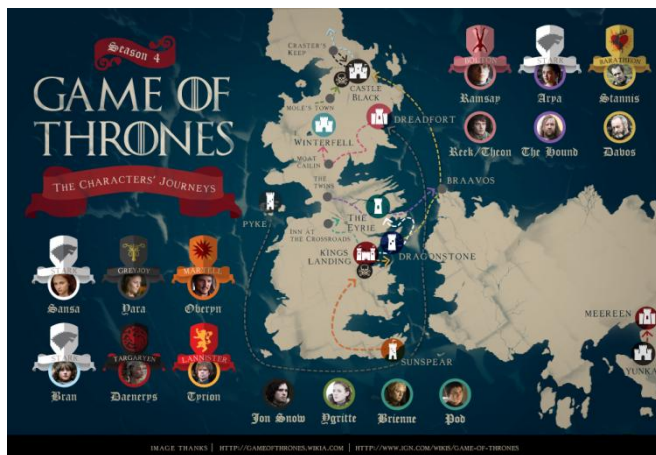 Season 4
GAME OF
THRONES
The Characters' Journeys
CRASTER'S
KEEP
CASTLE
BLACK
MOLE'S TOWN
DREADFORT
WINTERFELL
MOAT
CAILIN
THE
TWINS
BRAAVOS
PYKE
THE
EYRIE
INN AT
THE CROSSROADS
KINGS
LANDING
DRAGONSTONE
SUNSPEAR
MEEREEN
YUNKA
BOLTON
STARK
BARATHEON
Ramsay
Arya
Stannis
Reek/Theon
The Hound
Davos
STARK
GREYJOY
MARTELL
Sansa
Yara
Oberyn
STARK
TARGARYEN
LANNISTER
Bran
Daenerys
Tyrion
Jon Snow
Ygritte
Brienne
Pod
IMAGE THANKS | HTTP://GAMEOFTHRONES.WIKIA.COM | HTTP://WWW.IGN.COM/WIKIS/GAME-OF-THRONES